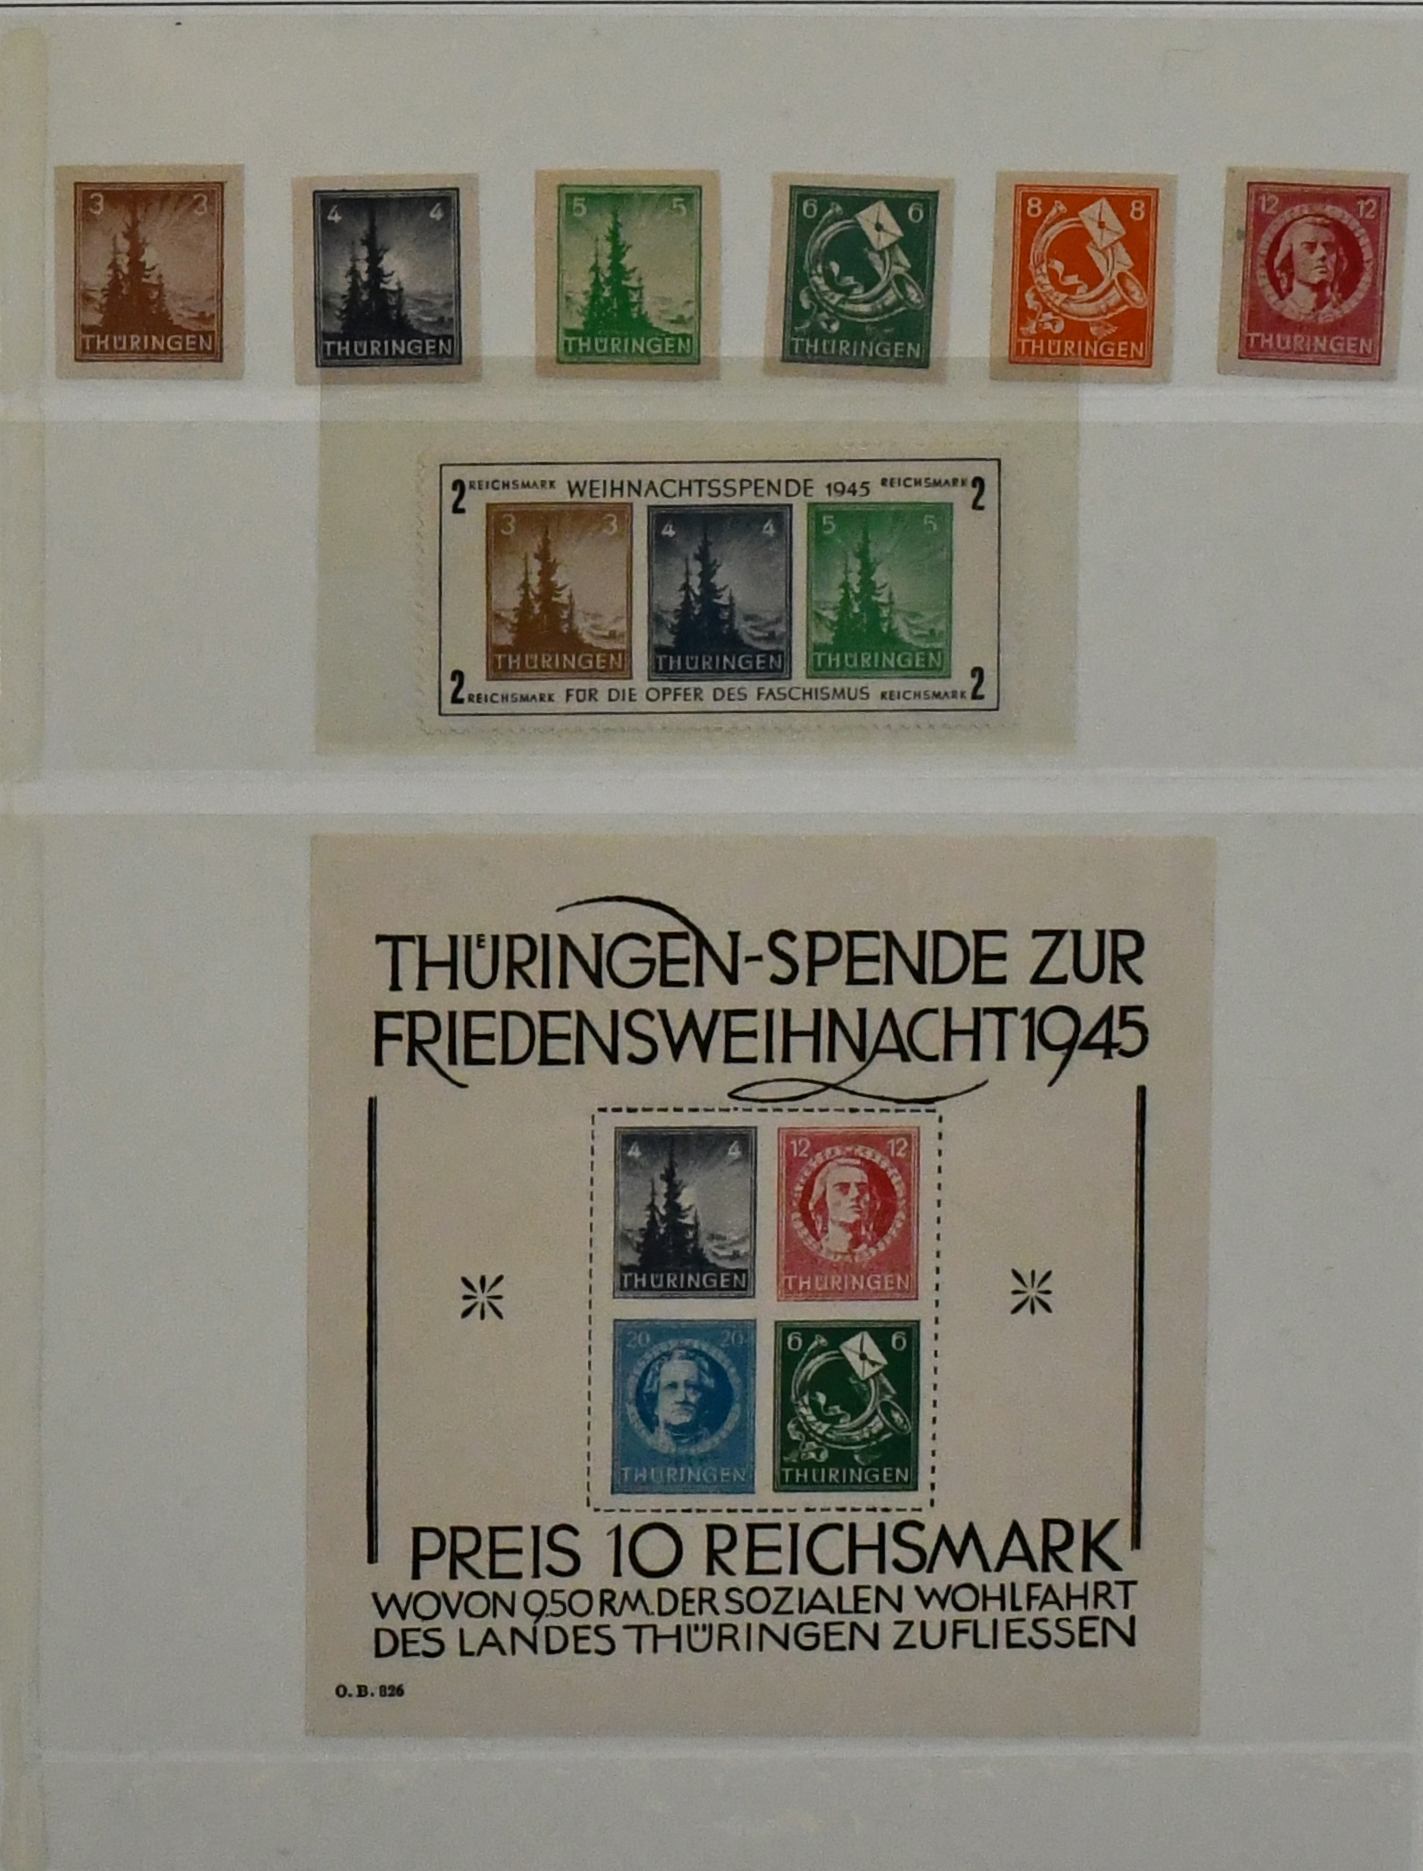 3 3
THÜRINGEN
4 4
THÜRINGEN
5 5
THÜRINGEN
6 6
THÜRINGEN
8 8
THÜRINGEN
12 12
THÜRINGEN
2 REICHSMARK WEIHNACHTSSPENDE 1945 REICHSMARK 2
3 3
THÜRINGEN
4 4
THÜRINGEN
5 5
THÜRINGEN
2 REICHSMARK FÜR DIE OPFER DES FASCHISMUS REICHSMARK 2
THÜRINGEN-SPENDE ZUR
FRIEDENSWEIHNACHT 1945
4 4
THÜRINGEN
12 12
THÜRINGEN
20 20
THÜRINGEN
6 6
THÜRINGEN
PREIS 10 REICHSMARK
WOVON 9.50 RM. DER SOZIALEN WOHLFAHRT
DES LANDES THÜRINGEN ZUFLIESSEN
O.B. 826